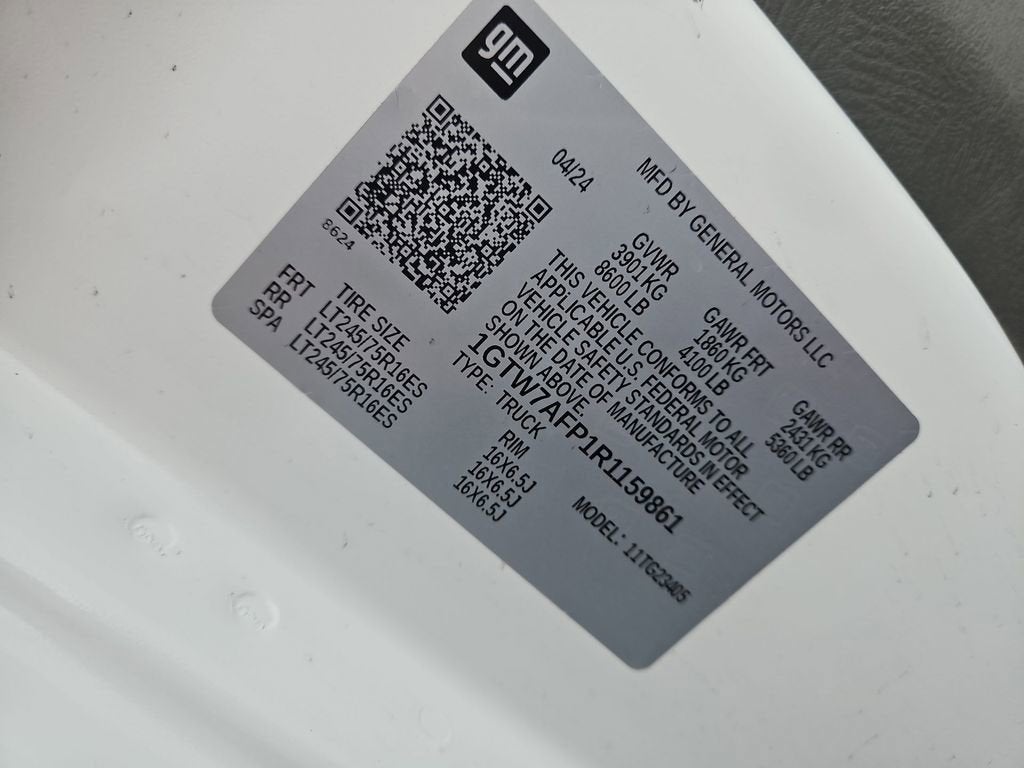 gm
MFD BY GENERAL MOTORS LLC
04/24
GVWR GAWR FRT GAWR RR
3901 KG 1860 KG 2431 KG
8600 LB 4100 LB 5360 LB
THIS VEHICLE CONFORMS TO ALL
APPLICABLE U.S. FEDERAL MOTOR
VEHICLE SAFETY STANDARDS IN EFFECT
ON THE DATE OF MANUFACTURE
SHOWN ABOVE.
1GTW7AFP1R1159861
TYPE: TRUCK MODEL: 11TG23405
8624
TIRE SIZE RIM
FRT LT245/75R16ES 16X6.5J
RR LT245/75R16ES 16X6.5J
SPA LT245/75R16ES 16X6.5J